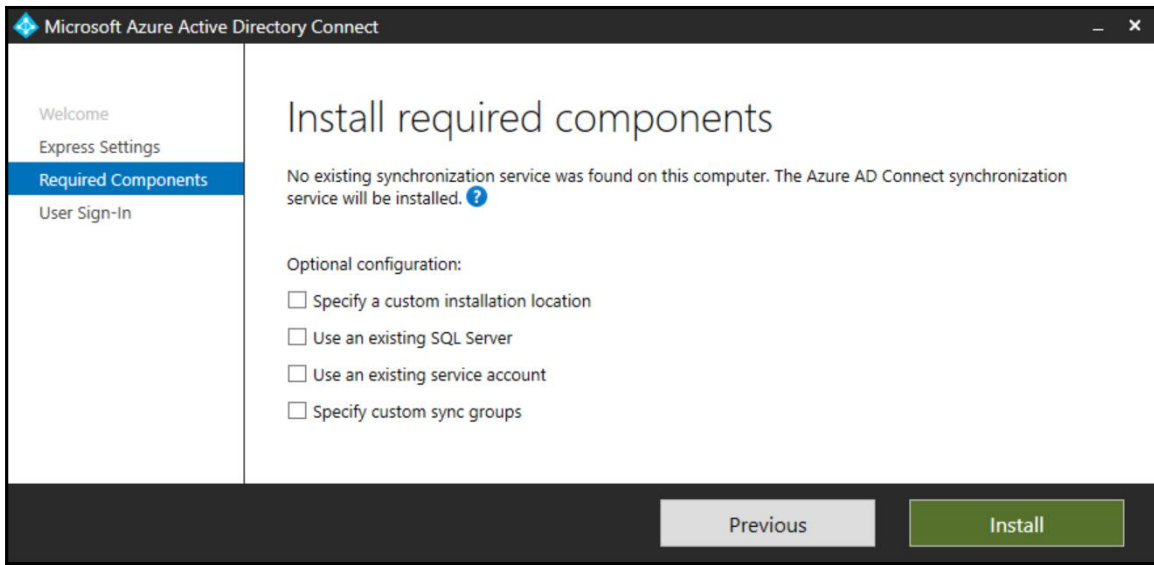 Microsoft Azure Active Directory Connect
Welcome
Express Settings
Required Components
User Sign-In
Install required components
No existing synchronization service was found on this computer. The Azure AD Connect synchronization
service will be installed. ?
Optional configuration:
Specify a custom installation location
Use an existing SQL Server
Use an existing service account
Specify custom sync groups
Previous
Install